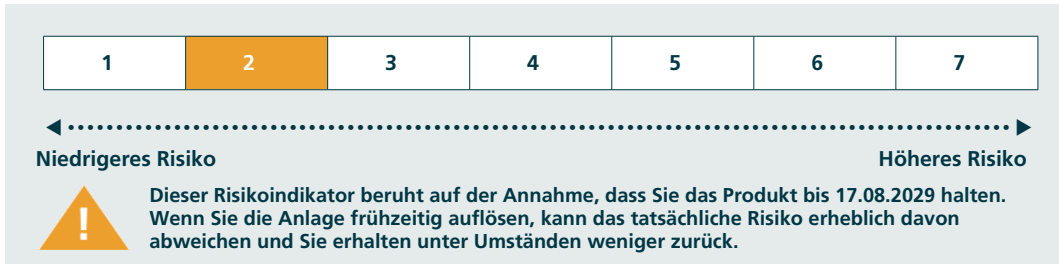 1 2 3 4 5 6 7
Niedrigeres Risiko Höheres Risiko
Dieser Risikoindikator beruht auf der Annahme, dass Sie das Produkt bis 17.08.2029 halten.
Wenn Sie die Anlage frühzeitig auflösen, kann das tatsächliche Risiko erheblich davon
abweichen und Sie erhalten unter Umständen weniger zurück.